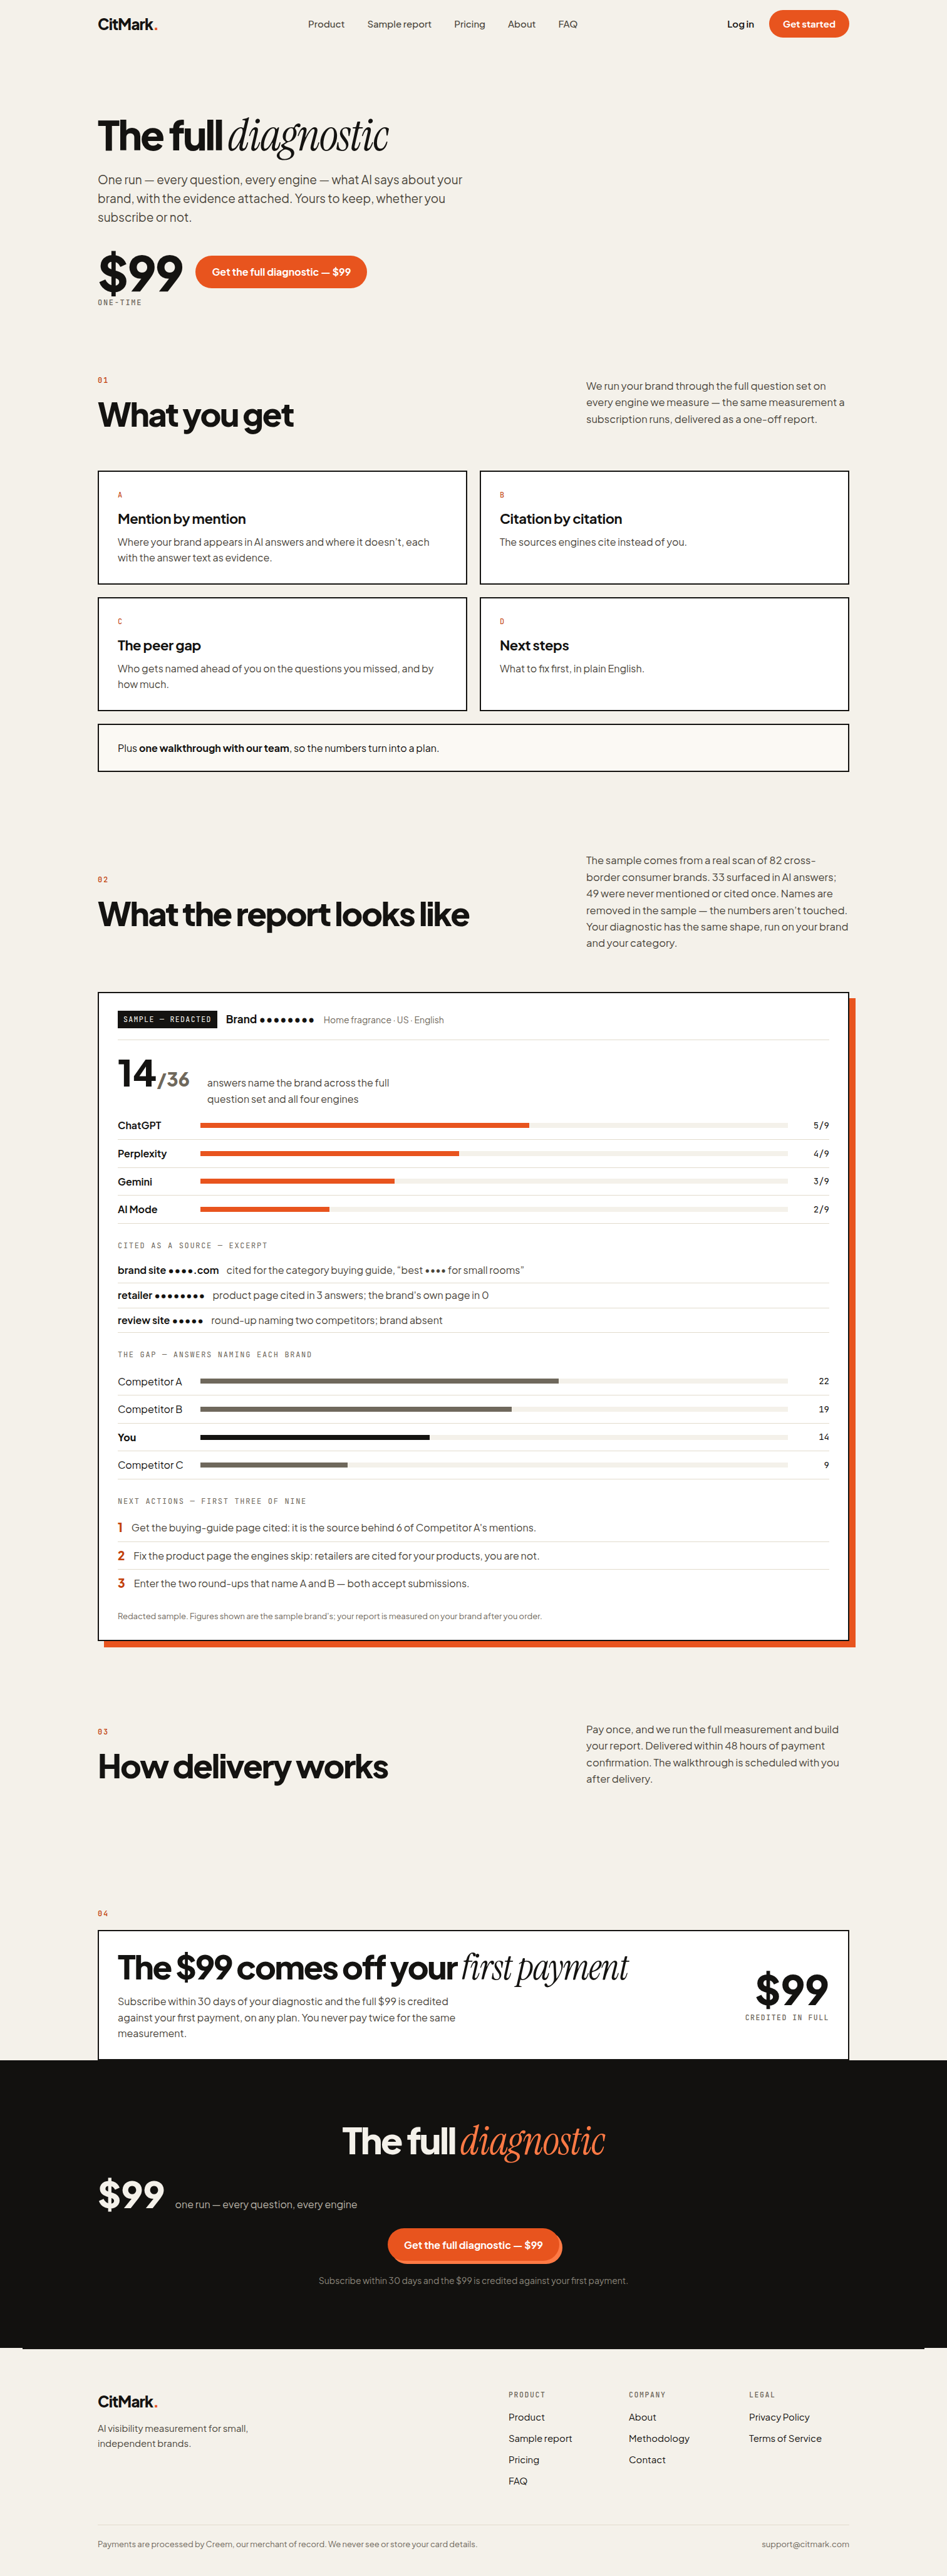 CitMark.
Product
Sample report
Pricing
About
FAQ
Log in
Get started
The full diagnostic
One run — every question, every engine — what AI says about your
brand, with the evidence attached. Yours to keep, whether you
subscribe or not.
$99
ONE-TIME
Get the full diagnostic — $99
01
What you get
We run your brand through the full question set on
every engine we measure — the same measurement a
subscription runs, delivered as a one-off report.
A
Mention by mention
Where your brand appears in AI answers and where it doesn't, each
with the answer text as evidence.
B
Citation by citation
The sources engines cite instead of you.
C
The peer gap
Who gets named ahead of you on the questions you missed, and by
how much.
D
Next steps
What to fix first, in plain English.
Plus one walkthrough with our team, so the numbers turn into a plan.
02
What the report looks like
The sample comes from a real scan of 82 cross-
border consumer brands. 33 surfaced in AI answers;
49 were never mentioned or cited once. Names are
removed in the sample — the numbers aren't touched.
Your diagnostic has the same shape, run on your brand
and your category.
SAMPLE — REDACTED
Brand ●●●●●●●●
Home fragrance · US · English
14/36
answers name the brand across the full
question set and all four engines
ChatGPT 5/9
Perplexity 4/9
Gemini 3/9
AI Mode 2/9
CITED AS A SOURCE — EXCERPT
brand site ●●●●.com cited for the category buying guide, "best ●●●● for small rooms"
retailer ●●●●●●●● product page cited in 3 answers; the brand's own page in 0
review site ●●●●● round-up naming two competitors; brand absent
THE GAP — ANSWERS NAMING EACH BRAND
Competitor A 22
Competitor B 19
You 14
Competitor C 9
NEXT ACTIONS — FIRST THREE OF NINE
1 Get the buying-guide page cited: it is the source behind 6 of Competitor A's mentions.
2 Fix the product page the engines skip: retailers are cited for your products, you are not.
3 Enter the two round-ups that name A and B — both accept submissions.
Redacted sample. Figures shown are the sample brand's; your report is measured on your brand after you order.
03
How delivery works
Pay once, and we run the full measurement and build
your report. Delivered within 48 hours of payment
confirmation. The walkthrough is scheduled with you
after delivery.
04
The $99 comes off your first payment
Subscribe within 30 days of your diagnostic and the full $99 is credited
against your first payment, on any plan. You never pay twice for the same
measurement.
$99
CREDITED IN FULL
The full diagnostic
$99 one run — every question, every engine
Get the full diagnostic — $99
Subscribe within 30 days and the $99 is credited against your first payment.
CitMark.
AI visibility measurement for small,
independent brands.
PRODUCT
Product
Sample report
Pricing
FAQ
COMPANY
About
Methodology
Contact
LEGAL
Privacy Policy
Terms of Service
Payments are processed by Creem, our merchant of record. We never see or store your card details.
support@citmark.com